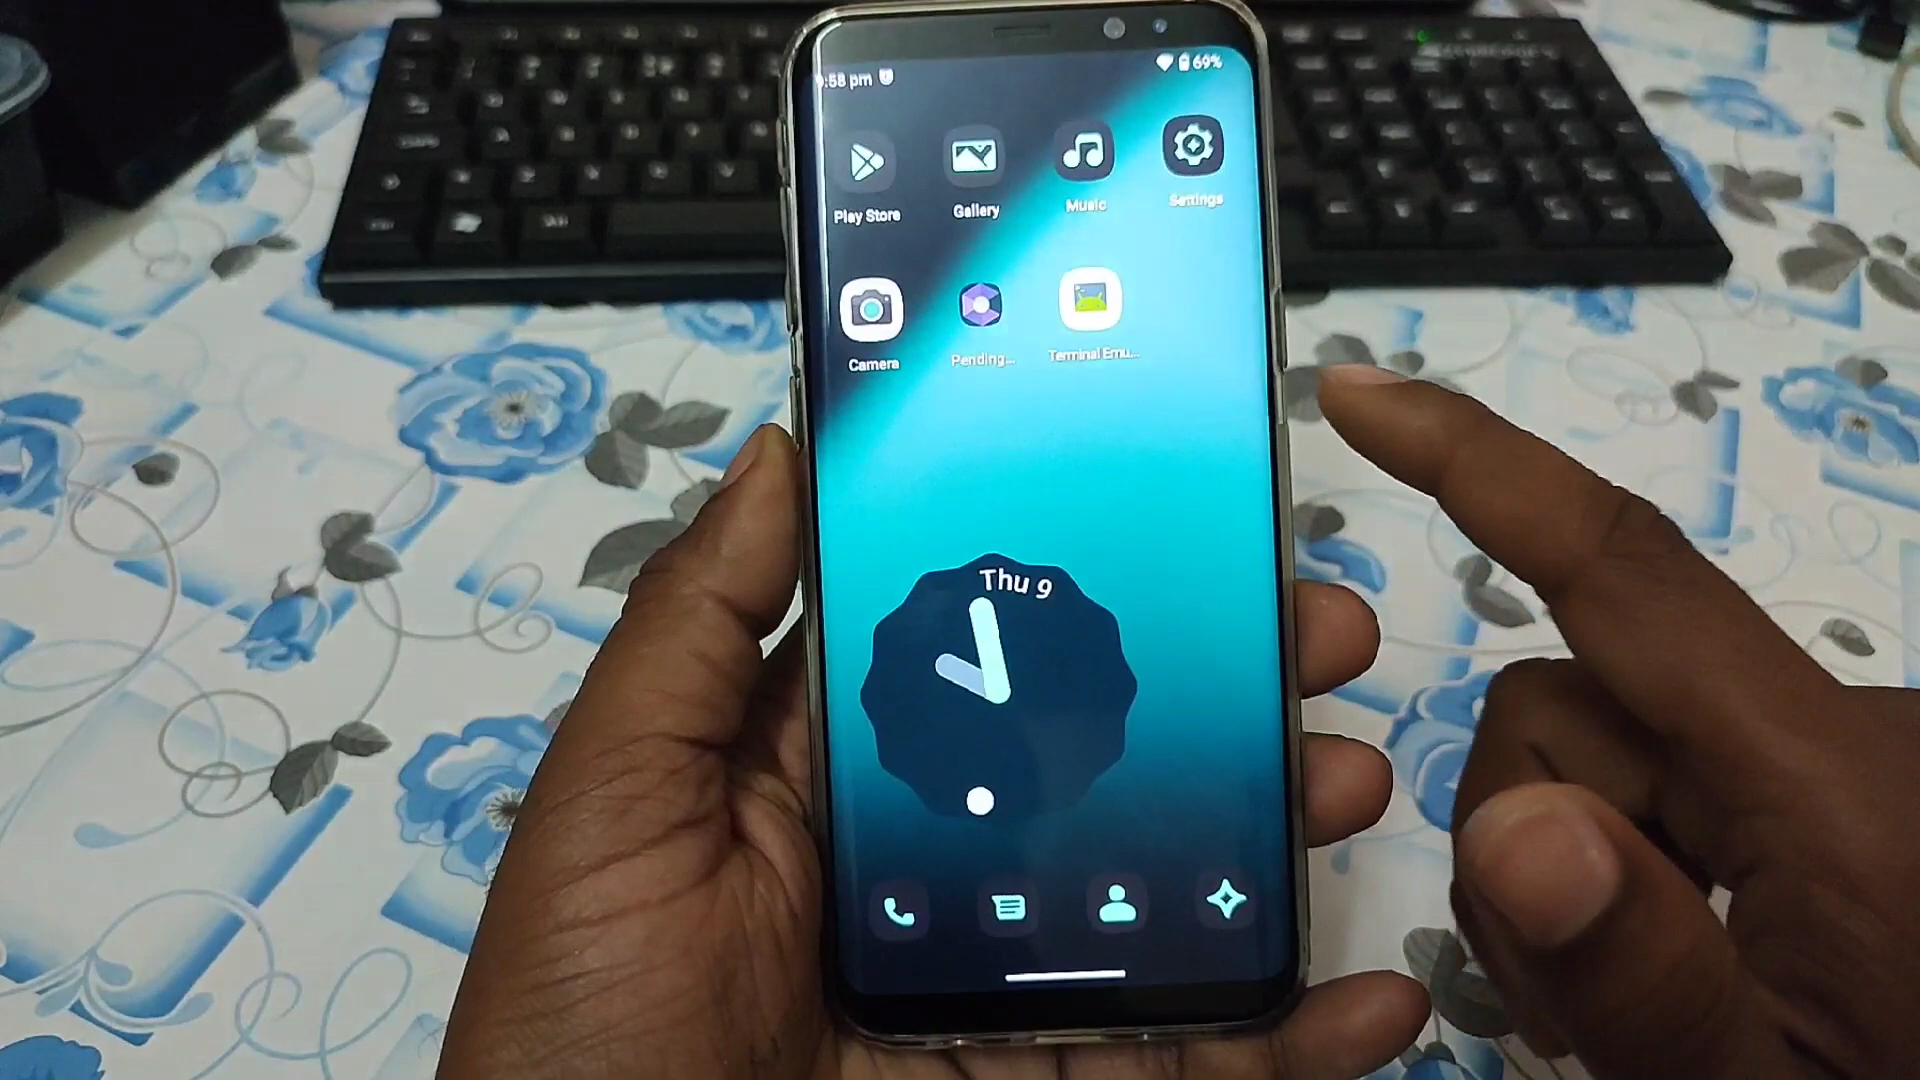 :58 pm
69%
Play Store
Gallery
Music
Settings
Camera
Pending...
Terminal Emu...
Thu 9